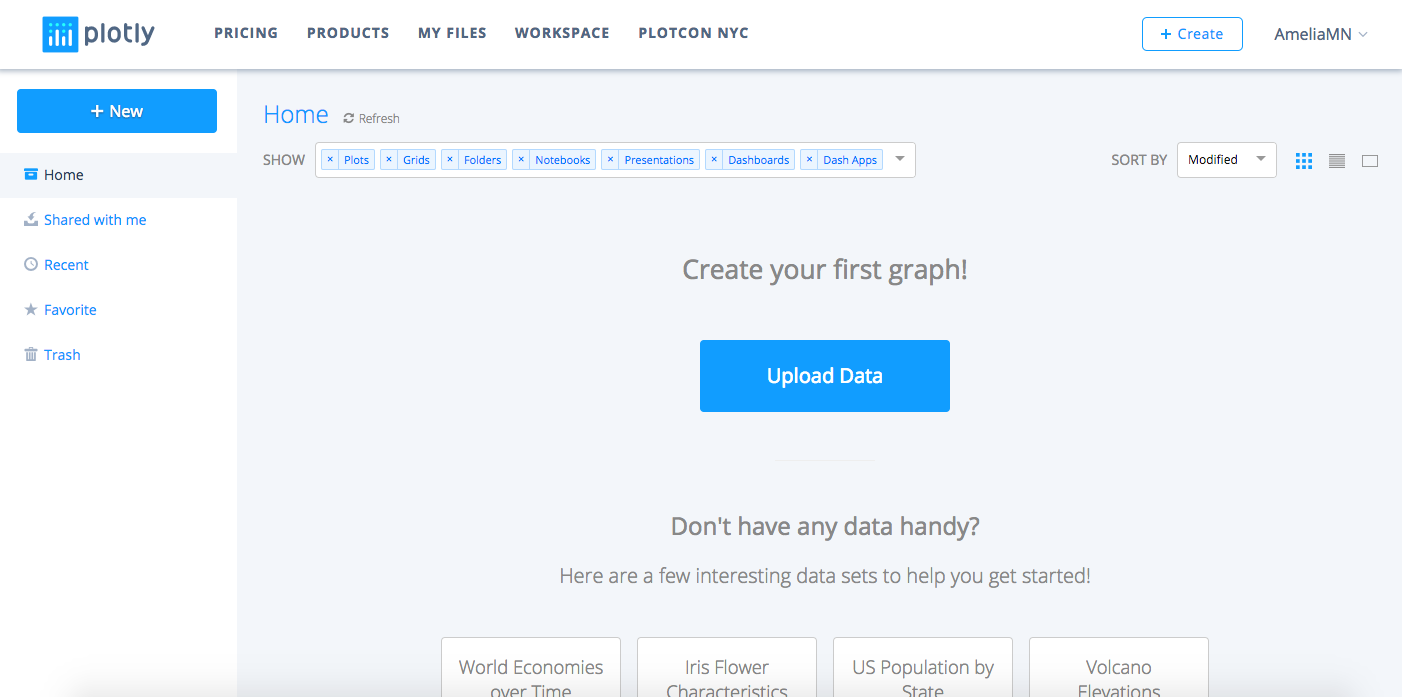 plotly PRICING PRODUCTS MY FILES WORKSPACE PLOTCON NYC + Create AmeliaMN
+ New
Home
Shared with me
Recent
Favorite
Trash
Home Refresh
SHOW × Plots × Grids × Folders × Notebooks × Presentations × Dashboards × Dash Apps SORT BY Modified
Create your first graph!
Upload Data
Don't have any data handy?
Here are a few interesting data sets to help you get started!
World Economies
over Time
Iris Flower
Characteristics
US Population by
State
Volcano
Elevations